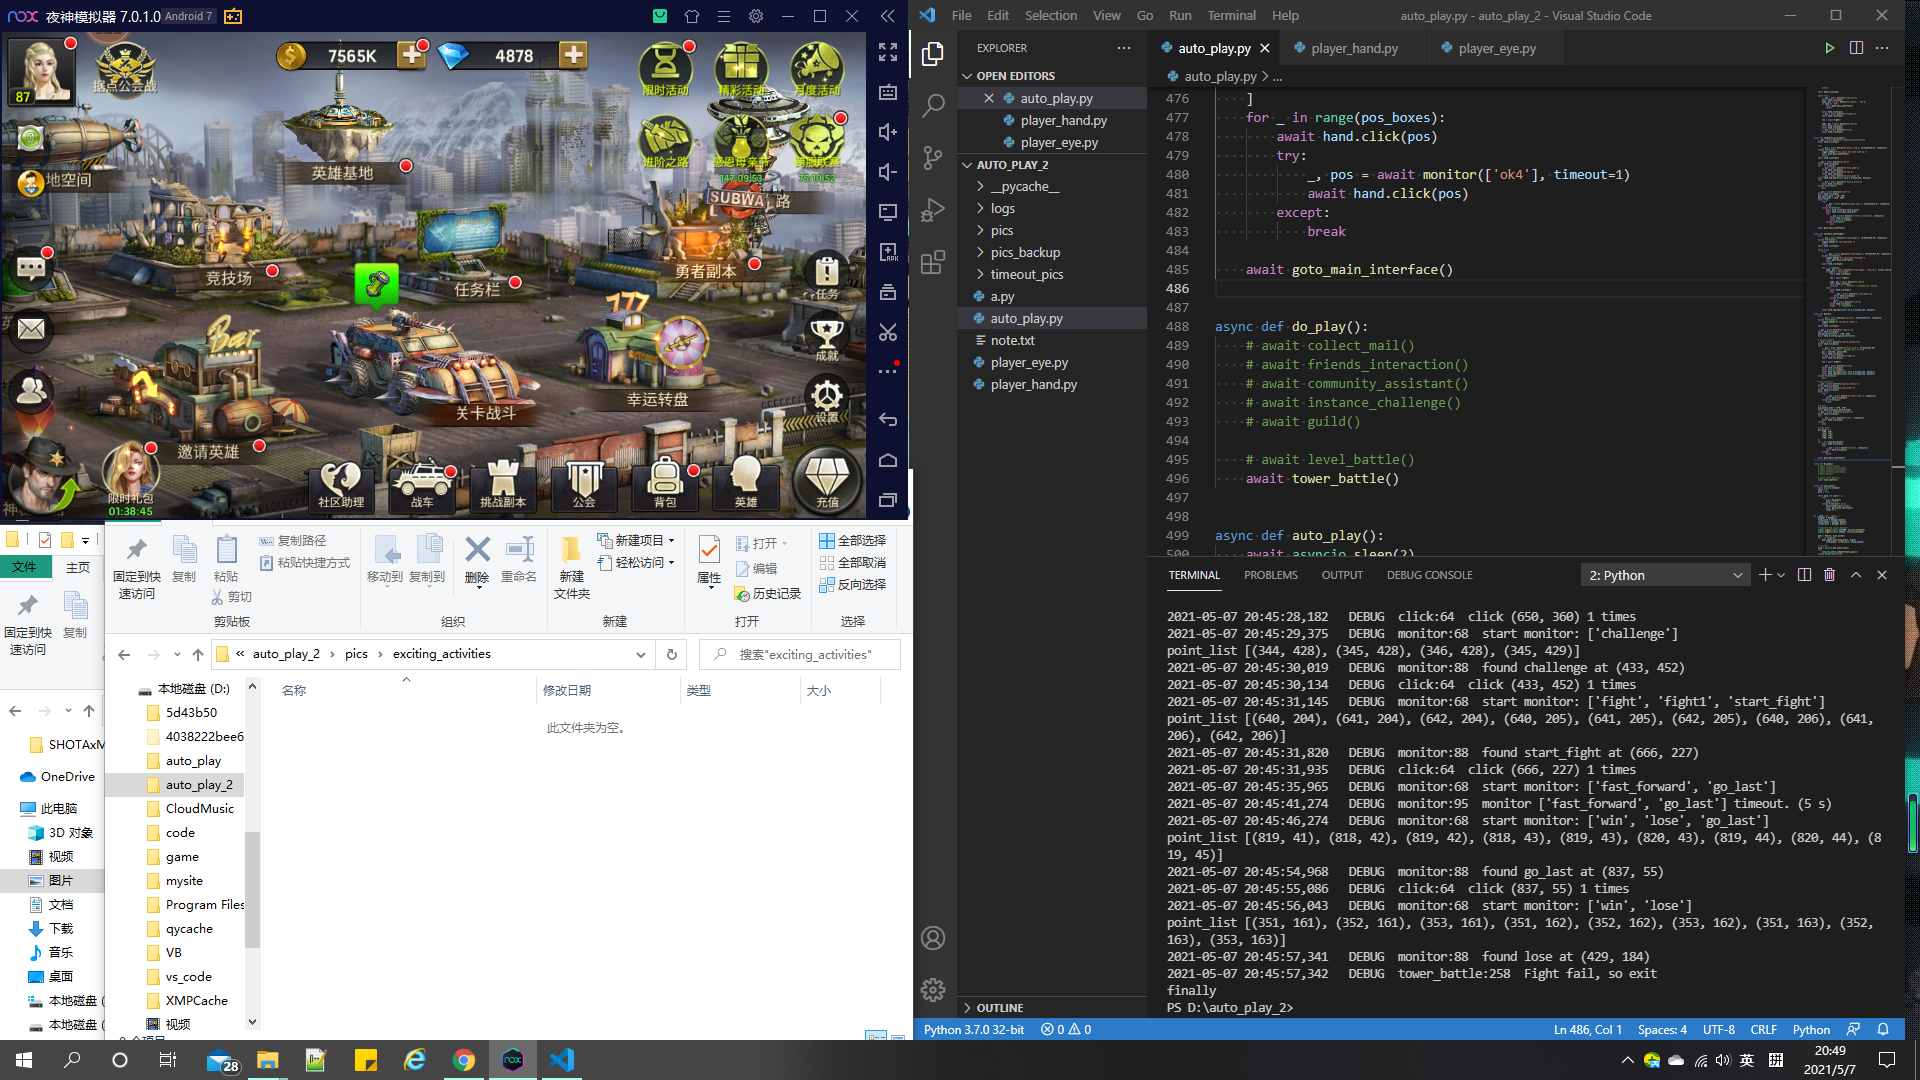 nox 夜神模拟器 7.0.1.0 Android 7
87
据点公会战
7565K
4878
限时活动
精彩活动
月度活动
进阶之路
感恩母亲节
147:09:53
地空间
英雄基地
SUBWA
路
竞技场
任务栏
勇者副本
任务
777
Bar
成就
关卡战斗
幸运转盘
设置
邀请英雄
限时礼包
01:38:45
社区助理
战车
挑战副本
公会
背包
英雄
充值
文件
主页
固定到快速访问
复制
固定到快
速访问
复制
粘贴
复制路径
粘贴快捷方式
剪切
剪贴板
移动到
复制到
删除
重命名
组织
新建
文件夹
新建项目
轻松访问
新建
属性
打开
编辑
历史记录
打开
全部选择
全部取消
反向选择
选择
« auto_play_2 › pics › exciting_activities
搜索"exciting_activities"
名称
修改日期
类型
大小
此文件夹为空。
SHOTAxM
OneDrive
此电脑
3D 对象
视频
图片
文档
下载
音乐
桌面
本地磁盘 (
本地磁盘 (
本地磁盘 (D:)
5d43b50
4038222bee6
auto_play
auto_play_2
CloudMusic
code
game
mysite
Program Files
qycache
VB
vs_code
XMPCache
视频
File Edit Selection View Go Run Terminal Help
auto_play.py - auto_play_2 - Visual Studio Code
EXPLORER
OPEN EDITORS
auto_play.py
player_hand.py
player_eye.py
AUTO_PLAY_2
__pycache__
logs
pics
pics_backup
timeout_pics
a.py
auto_play.py
note.txt
player_eye.py
player_hand.py
OUTLINE
auto_play.py
player_hand.py
player_eye.py
auto_play.py > ...
476 ]
477 for _ in range(pos_boxes):
478 await hand.click(pos)
479 try:
480 _, pos = await monitor(['ok4'], timeout=1)
481 await hand.click(pos)
482 except:
483 break
484
485 await goto_main_interface()
486
487
488 async def do_play():
489 # await collect_mail()
490 # await friends_interaction()
491 # await community_assistant()
492 # await instance_challenge()
493 # await guild()
494
495 # await level_battle()
496 await tower_battle()
497
498
499 async def auto_play():
500 await asyncio.sleep(2)
TERMINAL PROBLEMS OUTPUT DEBUG CONSOLE
2: Python
2021-05-07 20:45:28,182 DEBUG click:64 click (650, 360) 1 times
2021-05-07 20:45:29,375 DEBUG monitor:68 start monitor: ['challenge']
point_list [(344, 428), (345, 428), (346, 428), (345, 429)]
2021-05-07 20:45:30,019 DEBUG monitor:88 found challenge at (433, 452)
2021-05-07 20:45:30,134 DEBUG click:64 click (433, 452) 1 times
2021-05-07 20:45:31,145 DEBUG monitor:68 start monitor: ['fight', 'fight1', 'start_fight']
point_list [(640, 204), (641, 204), (642, 204), (640, 205), (641, 205), (642, 205), (640, 206), (641, 206), (642, 206)]
2021-05-07 20:45:31,820 DEBUG monitor:88 found start_fight at (666, 227)
2021-05-07 20:45:31,935 DEBUG click:64 click (666, 227) 1 times
2021-05-07 20:45:35,965 DEBUG monitor:68 start monitor: ['fast_forward', 'go_last']
2021-05-07 20:45:41,274 DEBUG monitor:95 monitor ['fast_forward', 'go_last'] timeout. (5 s)
2021-05-07 20:45:46,274 DEBUG monitor:68 start monitor: ['win', 'lose', 'go_last']
point_list [(819, 41), (818, 42), (819, 42), (818, 43), (819, 43), (820, 43), (819, 44), (820, 44), (819, 45)]
2021-05-07 20:45:54,968 DEBUG monitor:88 found go_last at (837, 55)
2021-05-07 20:45:55,086 DEBUG click:64 click (837, 55) 1 times
2021-05-07 20:45:56,043 DEBUG monitor:68 start monitor: ['win', 'lose']
point_list [(351, 161), (352, 161), (353, 161), (351, 162), (352, 162), (353, 162), (351, 163), (352, 163), (353, 163)]
2021-05-07 20:45:57,341 DEBUG monitor:88 found lose at (429, 184)
2021-05-07 20:45:57,342 DEBUG tower_battle:258 Fight fail, so exit
finally
PS D:\auto_play_2>
Python 3.7.0 32-bit 0 0
Ln 486, Col 1 Spaces: 4 UTF-8 CRLF Python
28
英
20:49
2021/5/7